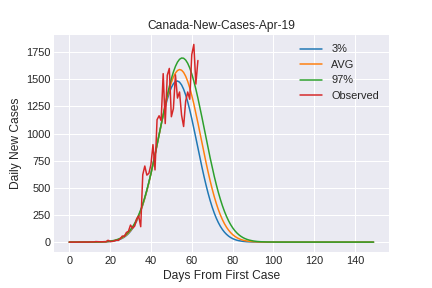 Canada-New-Cases-Apr-19
3%
AVG
97%
Observed
1750
1500
1250
1000
750
500
250
0
Daily New Cases
0 20 40 60 80 100 120 140
Days From First Case